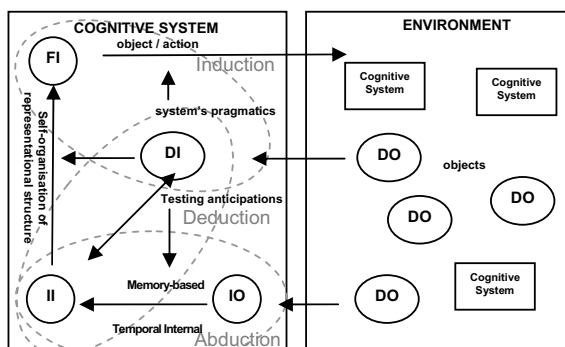 COGNITIVE SYSTEM
object / action
FI
Induction
Self-organisation of
representational structure
system's pragmatics
DI
Testing anticipations
Deduction
II
Memory-based
IO
Temporal Internal
Abduction
ENVIRONMENT
Cognitive
System
Cognitive
System
DO
objects
DO
DO
Cognitive
System
DO